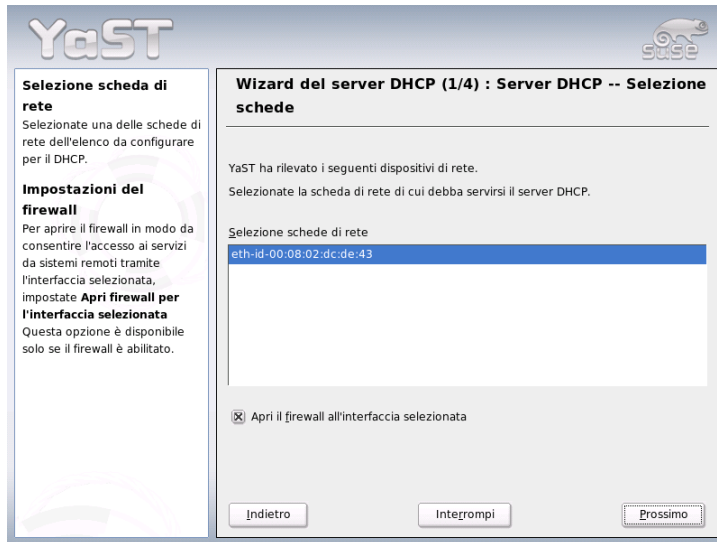 YaST
SUSE
Selezione scheda di
rete
Selezionate una delle schede di
rete dell'elenco da configurare
per il DHCP.
Impostazioni del
firewall
Per aprire il firewall in modo da
consentire l'accesso ai servizi
da sistemi remoti tramite
l'interfaccia selezionata,
impostate Apri firewall per
l'interfaccia selezionata
Questa opzione è disponibile
solo se il firewall è abilitato.
Wizard del server DHCP (1/4) : Server DHCP -- Selezione
schede
YaST ha rilevato i seguenti dispositivi di rete.
Selezionate la scheda di rete di cui debba servirsi il server DHCP.
Selezione schede di rete
eth-id-00:08:02:dc:de:43
Apri il firewall all'interfaccia selezionata
Indietro
Interrompi
Prossimo